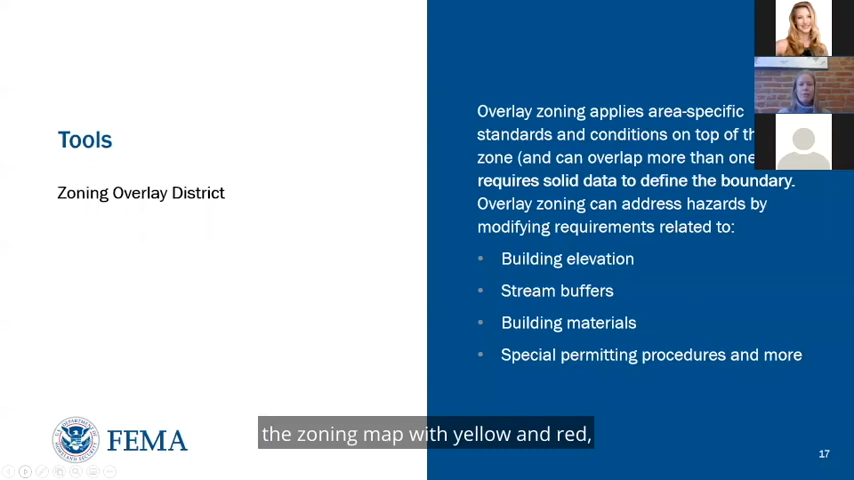 Tools
Zoning Overlay District
Overlay zoning applies area-specific
standards and conditions on top of
zone (and can overlap more than one
requires solid data to define the boundary.
Overlay zoning can address hazards by
modifying requirements related to:
• Building elevation
• Stream buffers
• Building materials
• Special permitting procedures and more
FEMA
the zoning map with yellow and red,
17